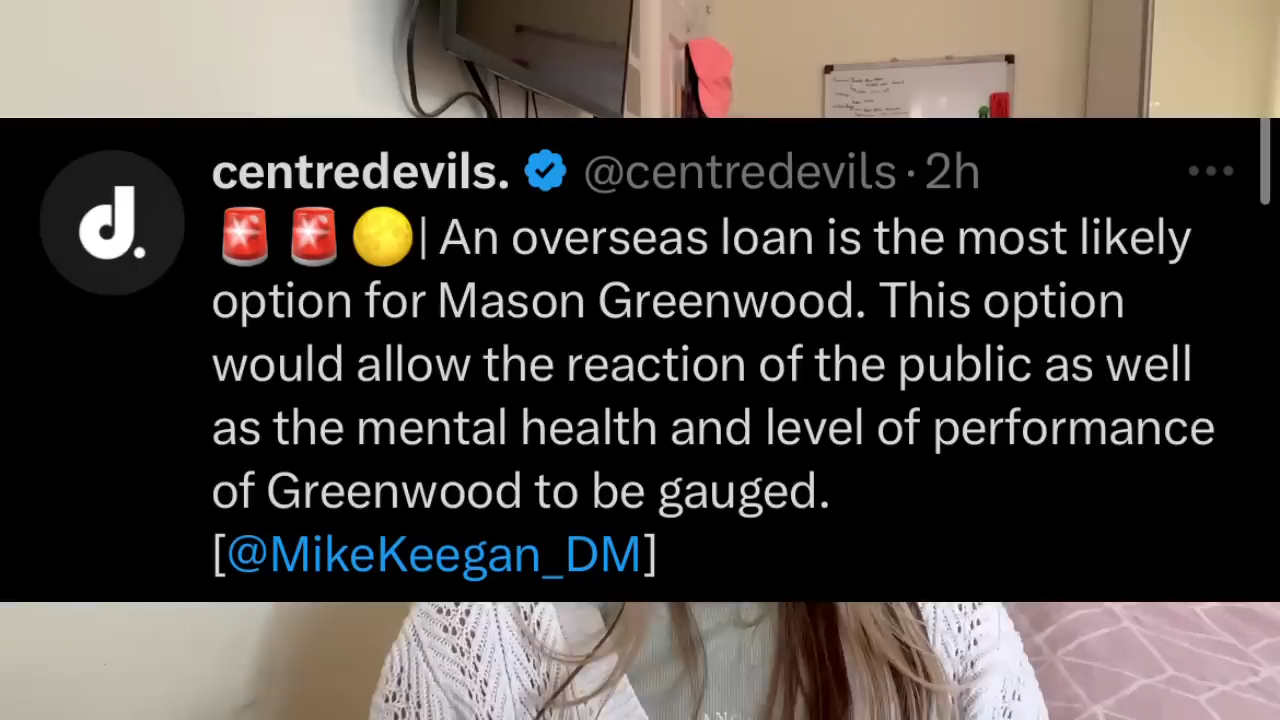 centredevils. @centredevils · 2h
🚨🚨🌕| An overseas loan is the most likely
option for Mason Greenwood. This option
would allow the reaction of the public as well
as the mental health and level of performance
of Greenwood to be gauged.
[@MikeKeegan_DM]